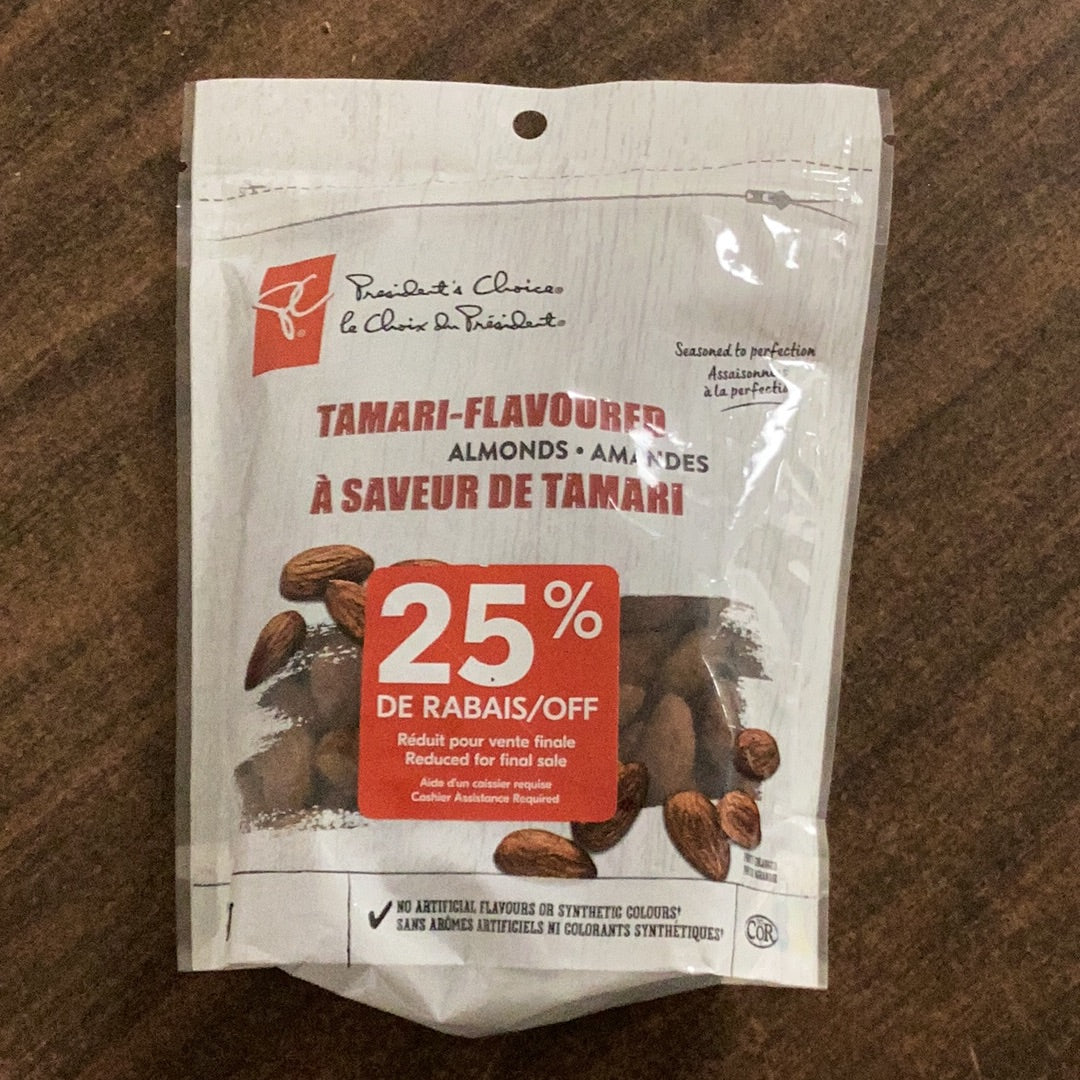 PC®
President's Choice®
le Choix du Président®
Seasoned to perfection
à la
TAMARI-FLAVOURED
ALMONDS • AMANDES
À SAVEUR DE TAMARI
25%
DE RABAIS/OFF
Réduit pour vente finale
Reduced for final sale
Aide d'un caissier requise
Cashier Assistance Required
NO ARTIFICIAL FLAVOURS OR SYNTHETIC COLOURS†
SANS ARÔMES ARTIFICIELS NI COLORANTS SYNTHÉTIQUES†
COR